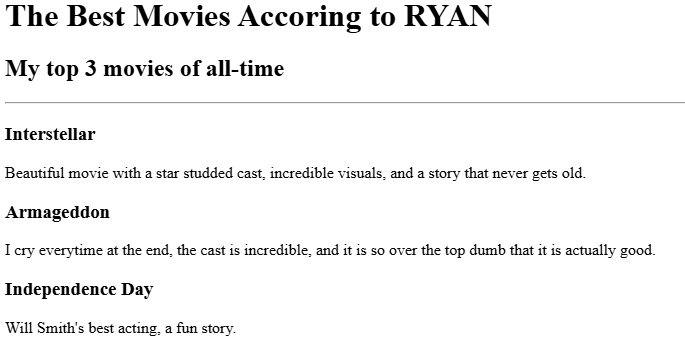 The Best Movies Accoring to RYAN
My top 3 movies of all-time
Interstellar
Beautiful movie with a star studded cast, incredible visuals, and a story that never gets old.
Armageddon
I cry everytime at the end, the cast is incredible, and it is so over the top dumb that it is actually good.
Independence Day
Will Smith's best acting, a fun story.